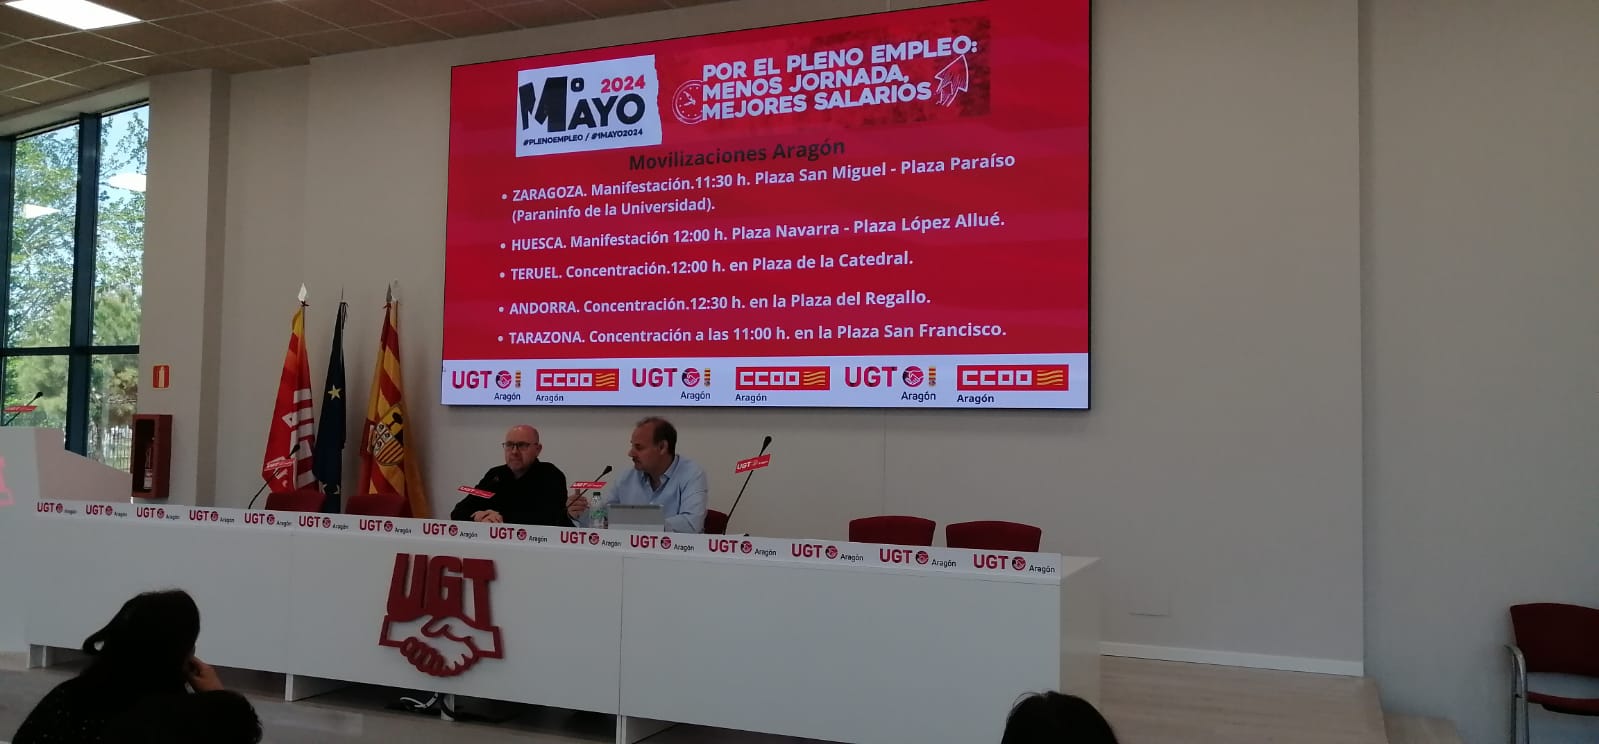 1º MAYO 2024
#PLENOEMPLEO / #1MAYO2024
POR EL PLENO EMPLEO:
MENOS JORNADA,
MEJORES SALARIOS
Movilizaciones Aragón
• ZARAGOZA. Manifestación.11:30 h. Plaza San Miguel - Plaza Paraíso
(Paraninfo de la Universidad).
• HUESCA. Manifestación 12:00 h. Plaza Navarra - Plaza López Allué.
• TERUEL. Concentración.12:00 h. en Plaza de la Catedral.
• ANDORRA. Concentración.12:30 h. en la Plaza del Regallo.
• TARAZONA. Concentración a las 11:00 h. en la Plaza San Francisco.
UGT Aragón CCOO Aragón UGT Aragón CCOO Aragón UGT Aragón CCOO Aragón
UGT
UGT Aragón UGT Aragón UGT Aragón UGT Aragón UGT Aragón UGT Aragón UGT Aragón UGT Aragón UGT Aragón UGT Aragón UGT Aragón UGT Aragón UGT Aragón UGT Aragón UGT Aragón
UGT